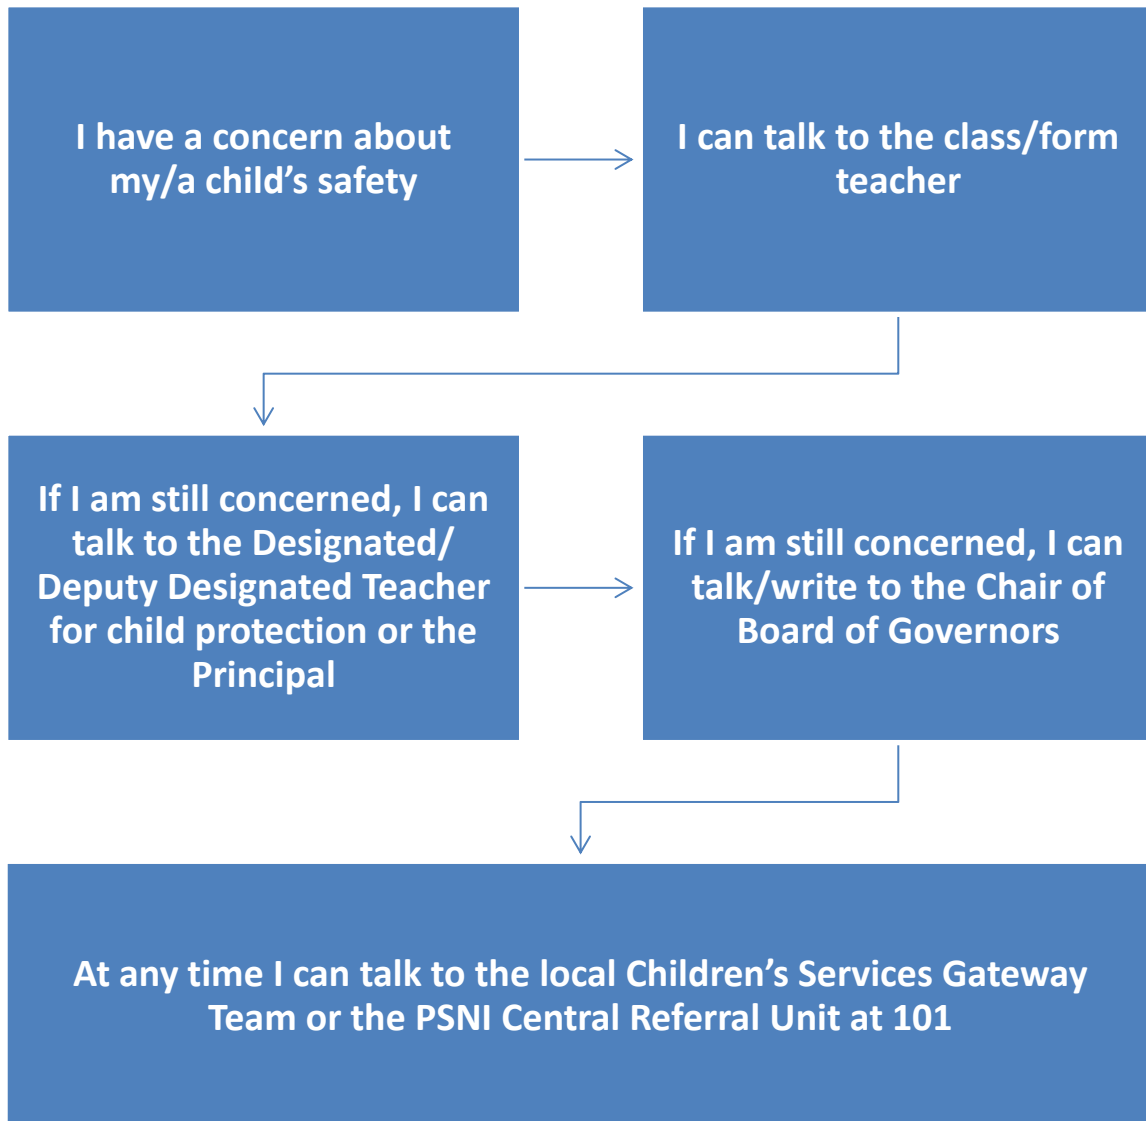 I have a concern about
my/a child’s safety
I can talk to the class/form
teacher
If I am still concerned, I can
talk to the Designated/
Deputy Designated Teacher
for child protection or the
Principal
If I am still concerned, I can
talk/write to the Chair of
Board of Governors
At any time I can talk to the local Children’s Services Gateway
Team or the PSNI Central Referral Unit at 101